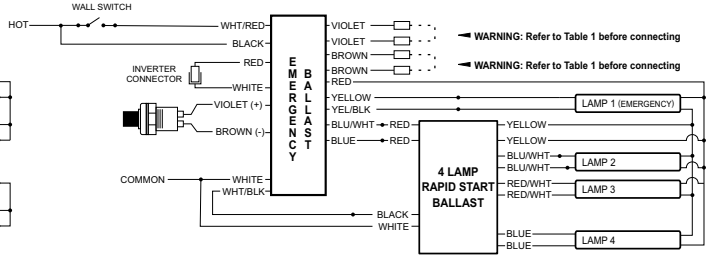 WALL SWITCH
HOT
WHT/RED
BLACK
RED
INVERTER
CONNECTOR
WHITE
VIOLET (+)
BROWN (-)
COMMON
WHITE
WHT/BLK
EMERGENCY
BALLAST
VIOLET
VIOLET
BROWN
BROWN
RED
YELLOW
YEL/BLK
BLU/WHT
RED
BLUE
RED
WARNING: Refer to Table 1 before connecting
WARNING: Refer to Table 1 before connecting
BLACK
WHITE
4 LAMP
RAPID START
BALLAST
YELLOW
YELLOW
BLU/WHT
BLU/WHT
RED/WHT
RED/WHT
BLUE
BLUE
LAMP 1 (EMERGENCY)
LAMP 2
LAMP 3
LAMP 4